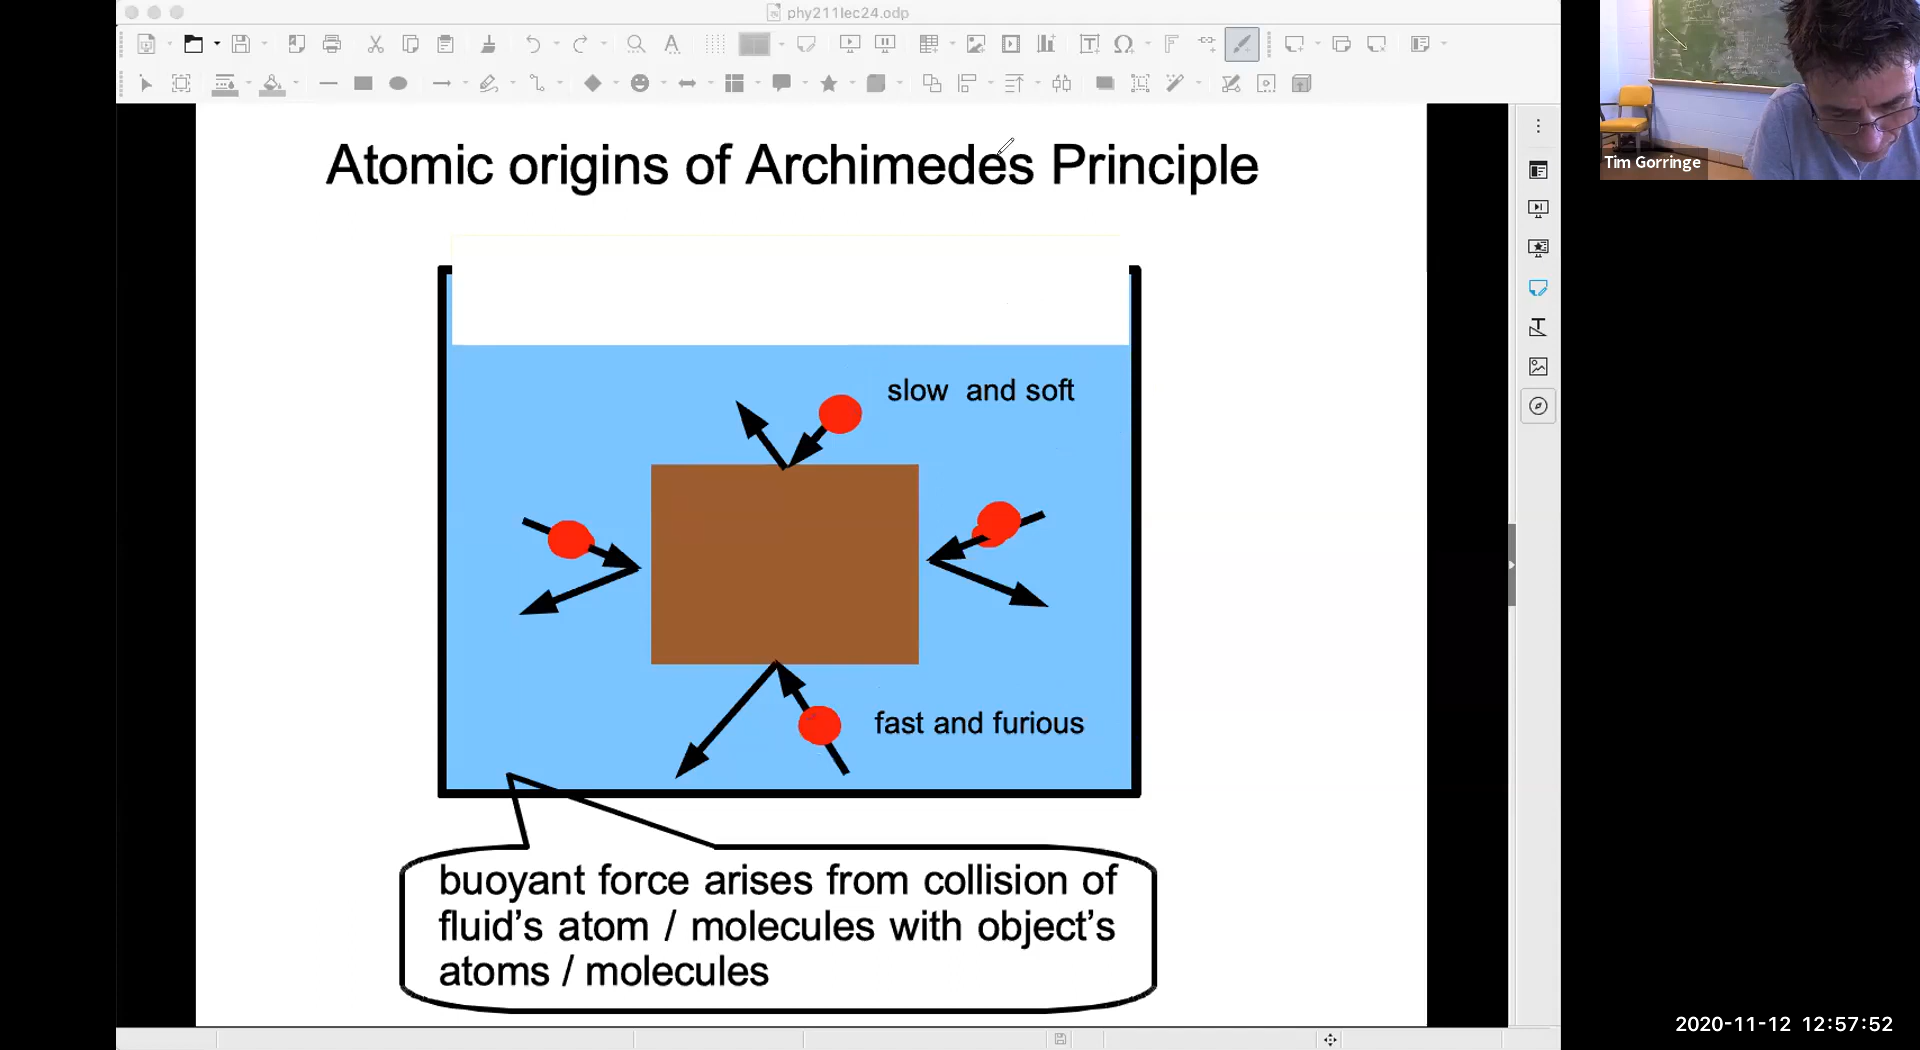 phy211lec24.odp
Atomic origins of Archimedes Principle
slow and soft
fast and furious
buoyant force arises from collision of
fluid's atom / molecules with object's
atoms / molecules
Tim Gorringe
2020-11-12 12:57:52